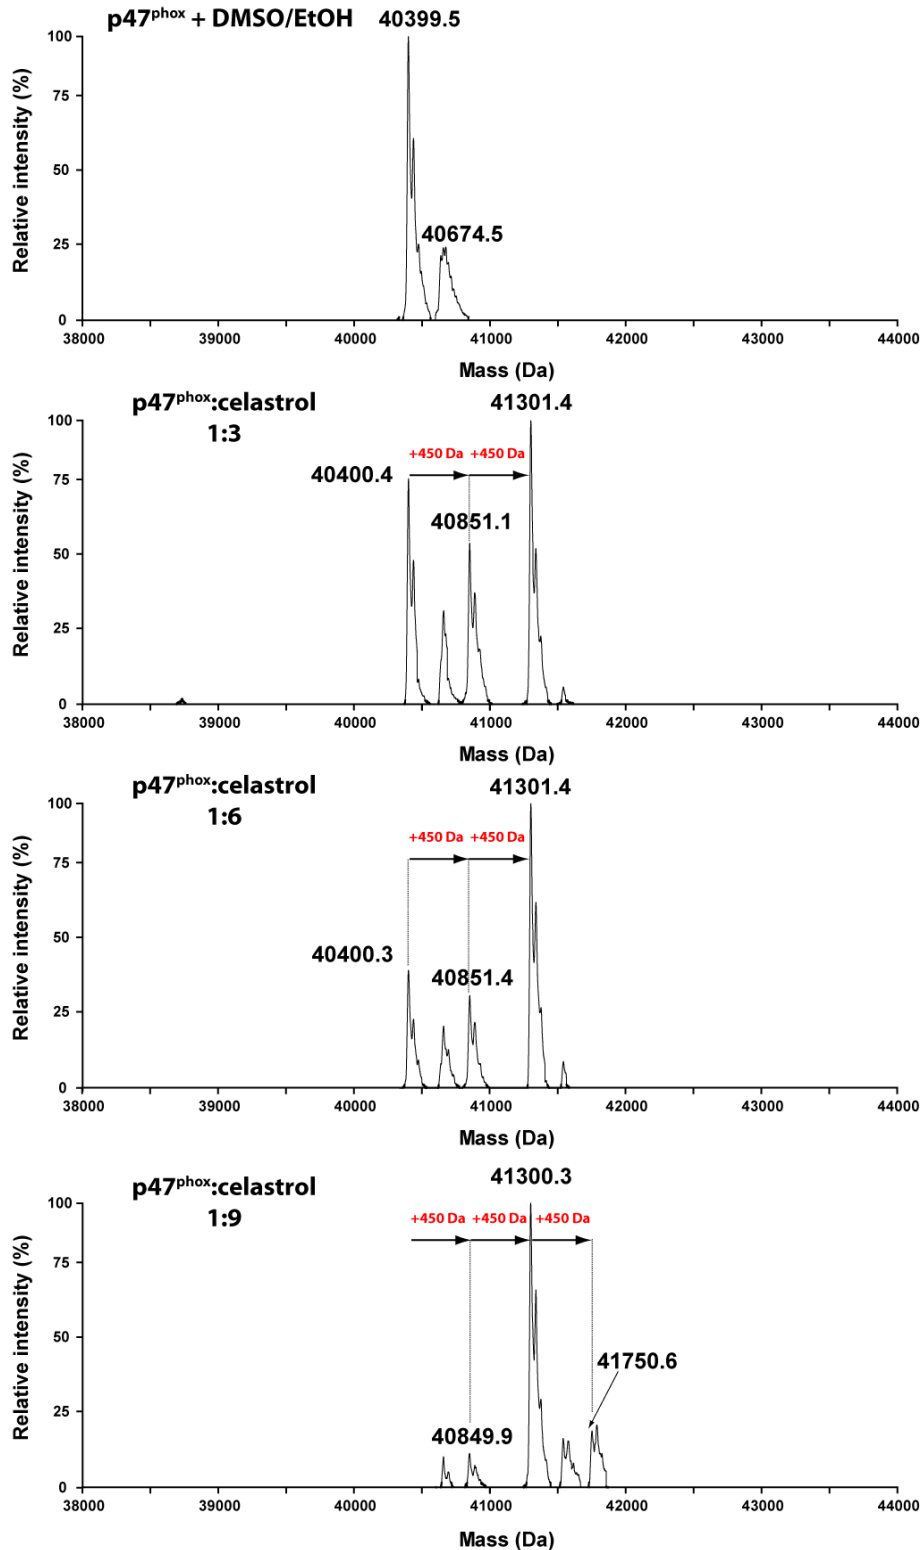 p47phox + DMSO/EtOH 40399.5
100
75
50
25
0
Relative intensity (%)
40674.5
38000 39000 40000 41000 42000 43000 44000
Mass (Da)
p47phox:celastrol
1:3
41301.4
100
75
50
25
0
Relative intensity (%)
+450 Da +450 Da
40400.4
40851.1
38000 39000 40000 41000 42000 43000 44000
Mass (Da)
p47phox:celastrol
1:6
41301.4
100
75
50
25
0
Relative intensity (%)
+450 Da +450 Da
40400.3
40851.4
38000 39000 40000 41000 42000 43000 44000
Mass (Da)
p47phox:celastrol
1:9
41300.3
100
75
50
25
0
Relative intensity (%)
+450 Da +450 Da +450 Da
41750.6
40849.9
38000 39000 40000 41000 42000 43000 44000
Mass (Da)